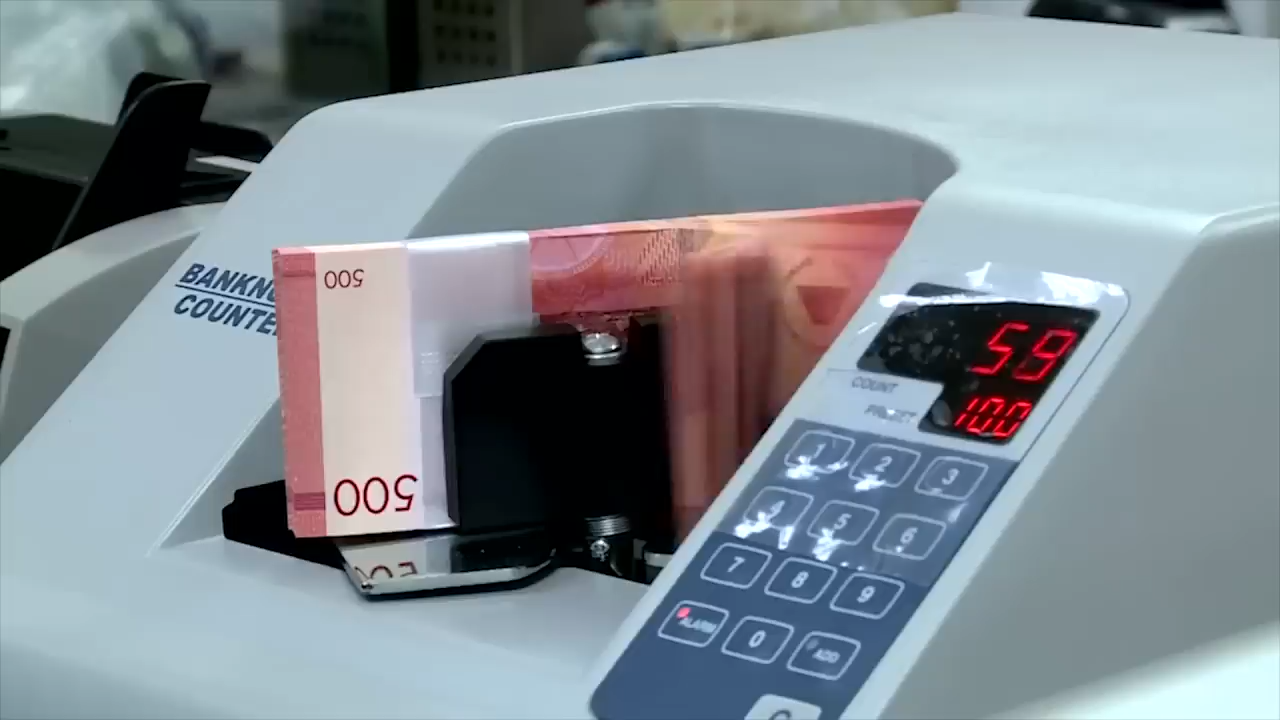 BANKN
COUNTE
500
500
59
COUNT
100
PRESET
1 2 3
4 5 6
7 8 9
ALARM 0 ADD
C